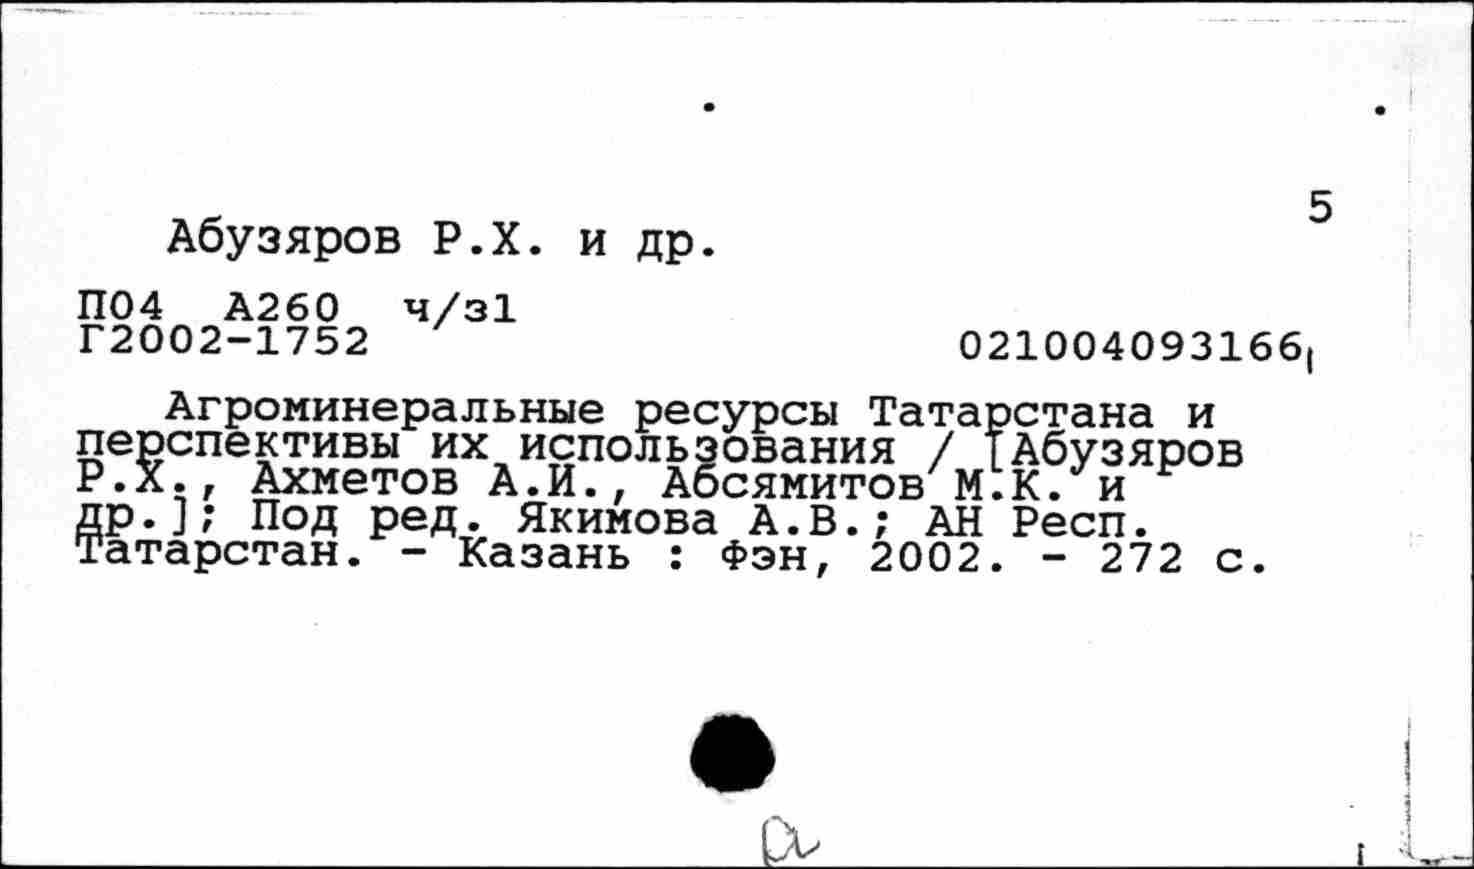 5
Абузяров Р.Х. и др.
П04 А260 ч/з1
Г2002-1752
021004093166
Агроминеральные ресурсы Татарстана и
перспективы их использования / [Абузяров
Р.Х., Ахметов А.И., Абсямитов М.К. и
др.]; Под ред. Якимова А.В.; АН Респ.
Татарстан. - Казань : Фэн, 2002. - 272 с.
а